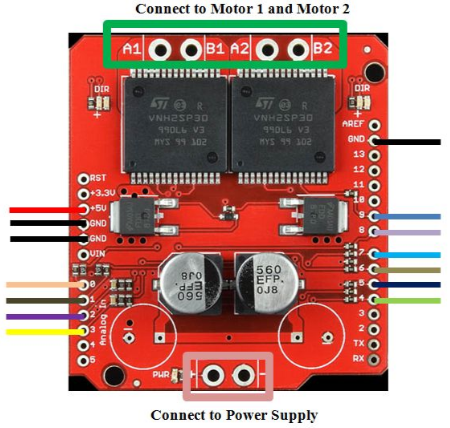 Connect to Motor 1 and Motor 2
A1 B1 A2 B2
DIR
+
DIR
+
ST R
VNH2SP30
990L6 V3
MYS 99 102
ST R
VNH2SP30
990L6 V3
MYS 99 102
RST
+3.3V
+5V
GND
GND
VIN
0
1
2
3
4
5
Analog In
AREF
GND
13
12
11
10
9
8
7
6
5
4
3
2
TX
RX
560
EFP.
0J8
560
EFP.
0J8
PWR
+ -
Connect to Power Supply